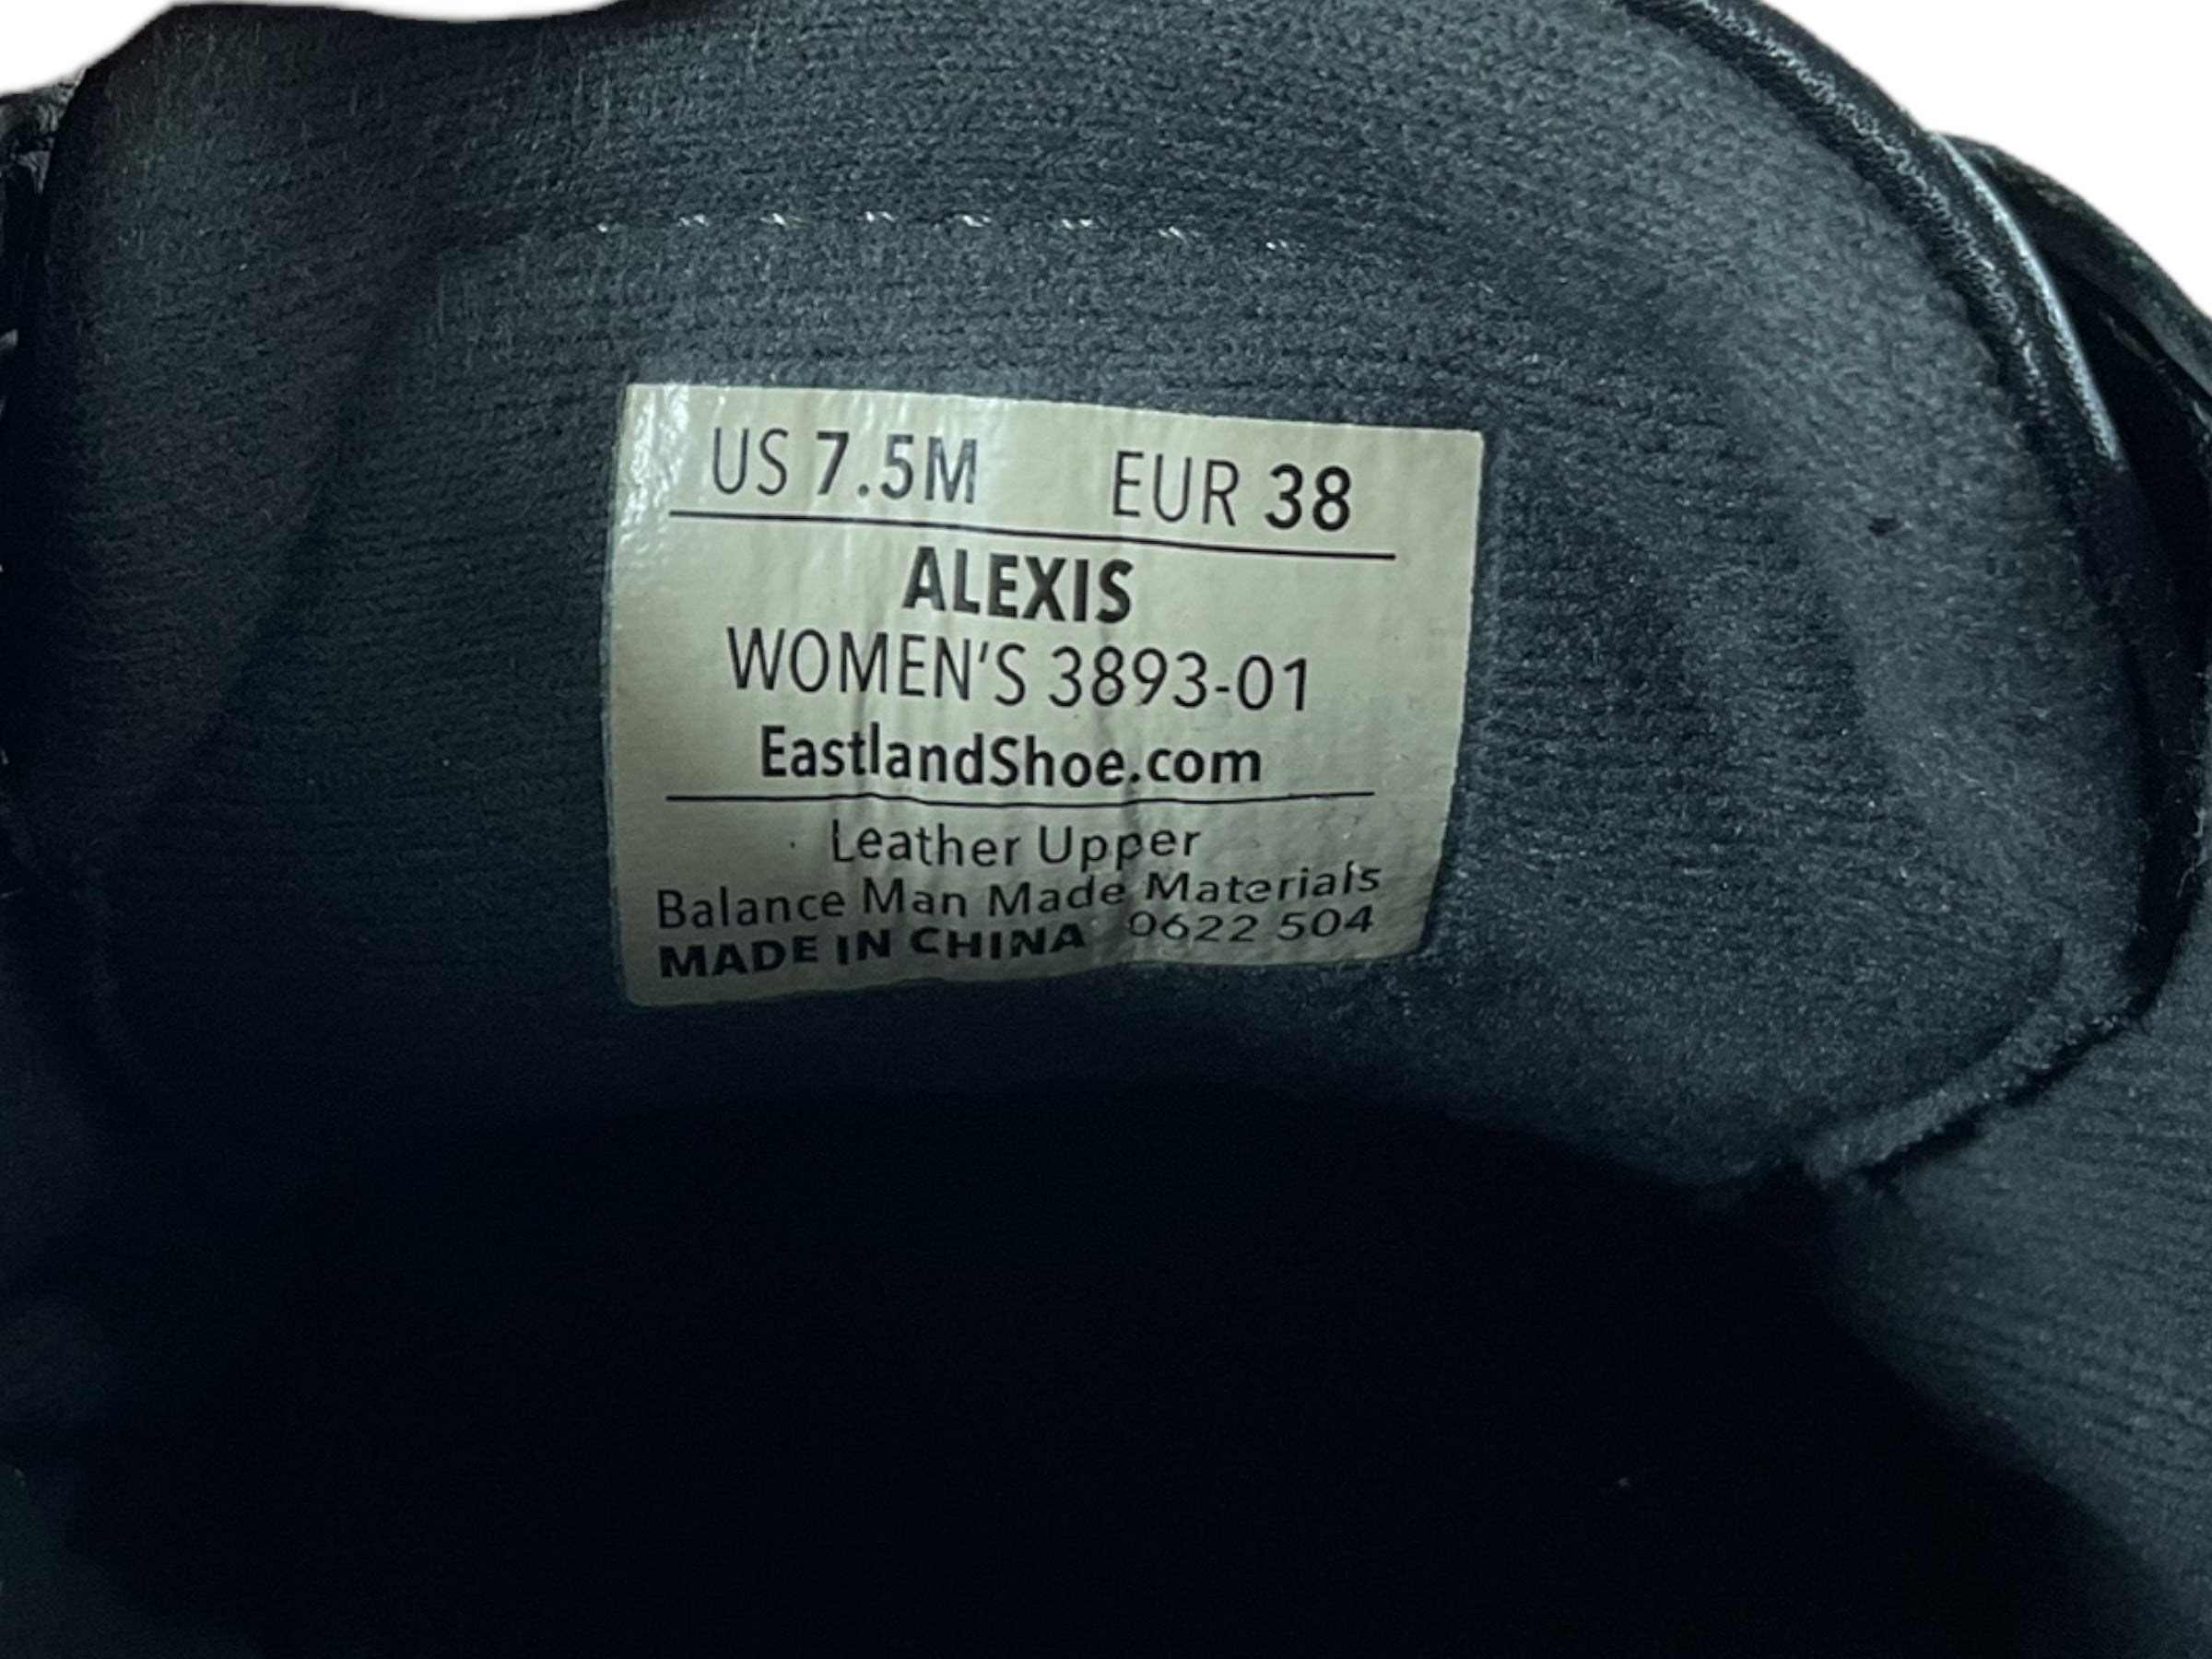 US 7.5M EUR 38
ALEXIS
WOMEN'S 3893-01
EastlandShoe.com
Leather Upper
Balance Man Made Materials
MADE IN CHINA 0622 504